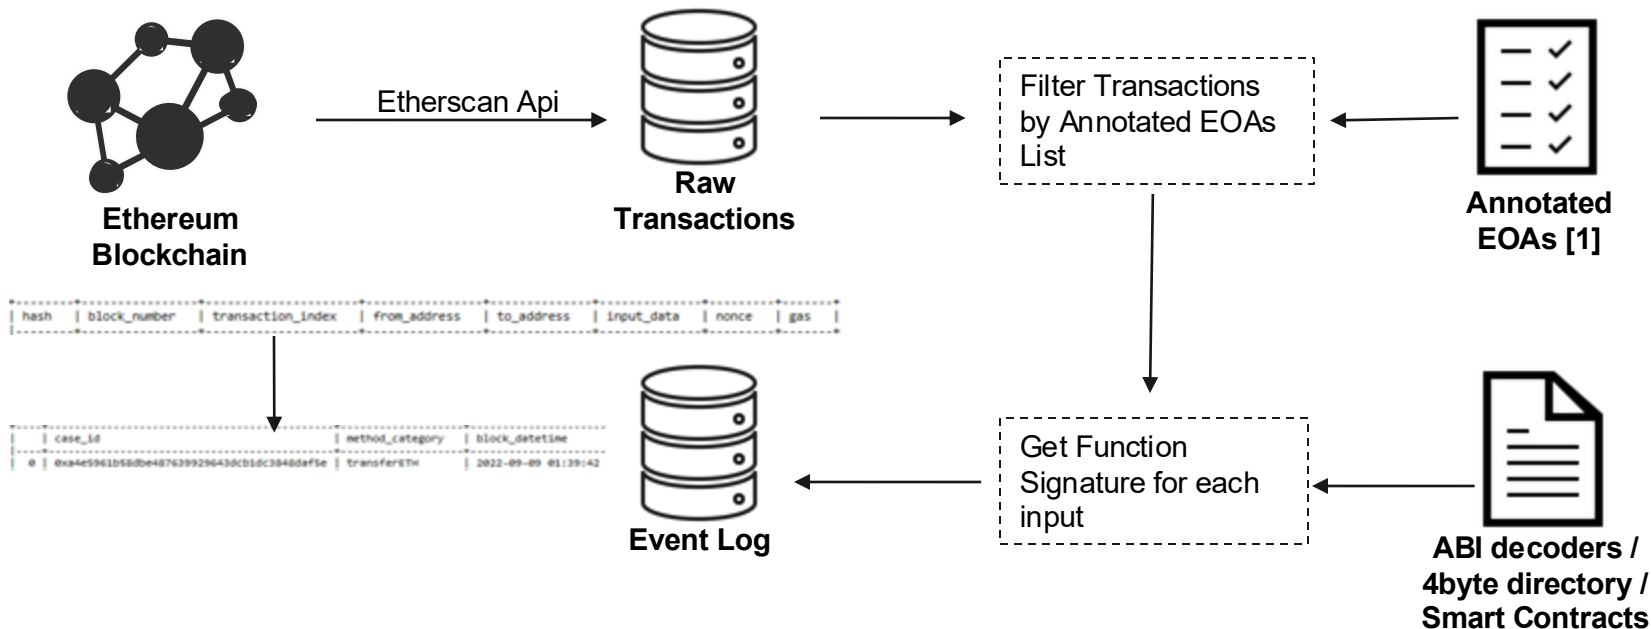 Etherscan Api
Filter Transactions
by Annotated EOAs
List
Raw
Transactions
Ethereum
Blockchain
Annotated
EOAs [1]
| hash | block_number | transaction_index | from_address | to_address | input_data | nonce | gas |
| | case_id | method_category | block_datetime
| 0 | 0xa4e5961b58dbe487639929643dcb1dc3848daf5e | transferETH | 2022-09-09 01:39:42
Get Function
Signature for each
input
Event Log
ABI decoders /
4byte directory /
Smart Contracts